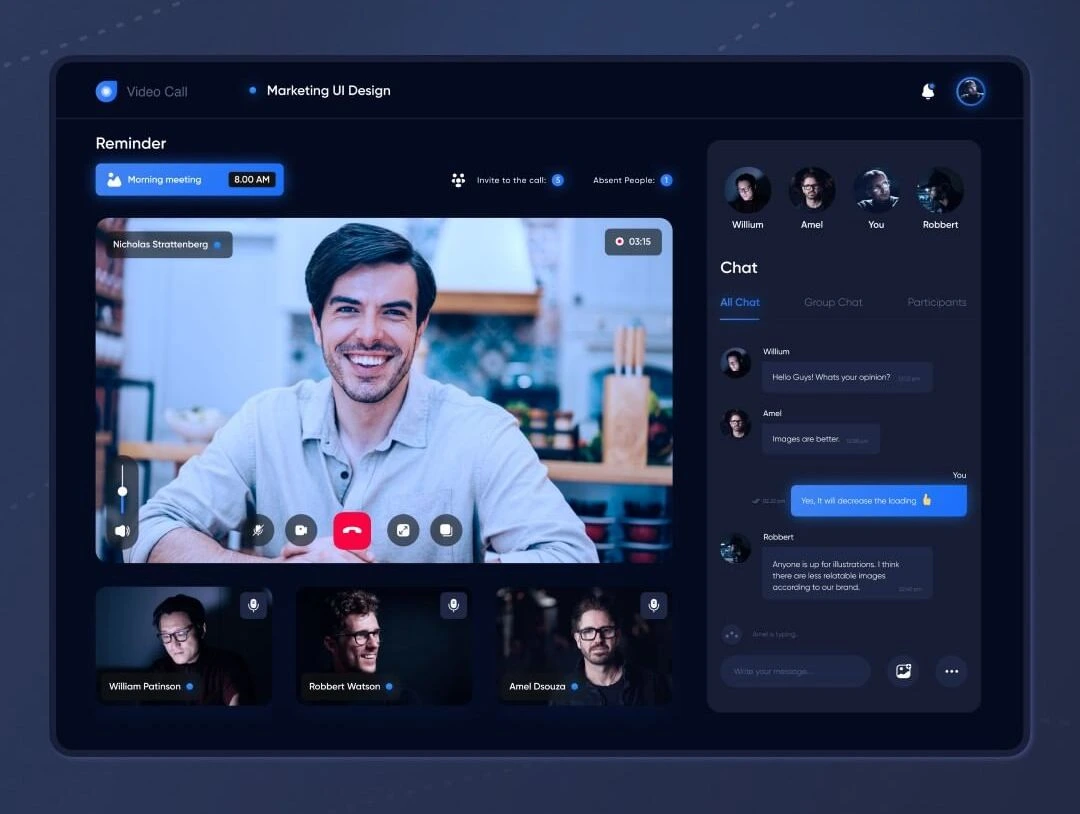 Video Call
Marketing UI Design
Reminder
Morning meeting
8.00 AM
Invite to the call: 5
Absent People: 1
Nicholas Strattenberg
03:15
William Patinson
Robbert Watson
Amel Dsouza
Willium
Amel
You
Robbert
Chat
All Chat
Group Chat
Participants
Willium
Hello Guys! Whats your opinion?
Amel
Images are better.
You
Yes, It will decrease the loading 👍
Robbert
Anyone is up for illustrations. I think
there are less relatable images
according to our brand.
Amel is typing..
Write your message...